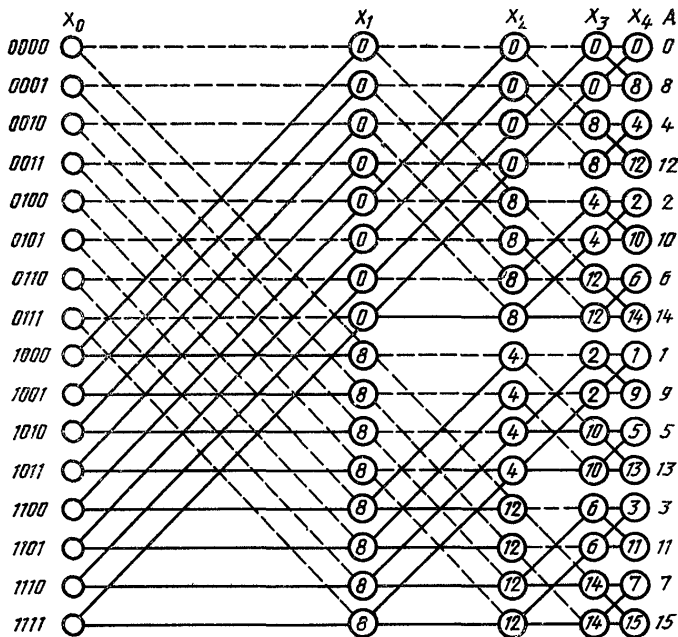 X₀ X₁ X₂ X₃ X₄ A
0000 0 0 0 0 0
0001 0 0 0 8 8
0010 0 0 8 4 4
0011 0 0 8 12 12
0100 0 8 4 2 2
0101 0 8 4 10 10
0110 0 8 12 6 6
0111 0 8 12 14 14
1000 8 4 2 1 1
1001 8 4 2 9 9
1010 8 4 10 5 5
1011 8 4 10 13 13
1100 8 12 6 3 3
1101 8 12 6 11 11
1110 8 12 14 7 7
1111 8 12 14 15 15